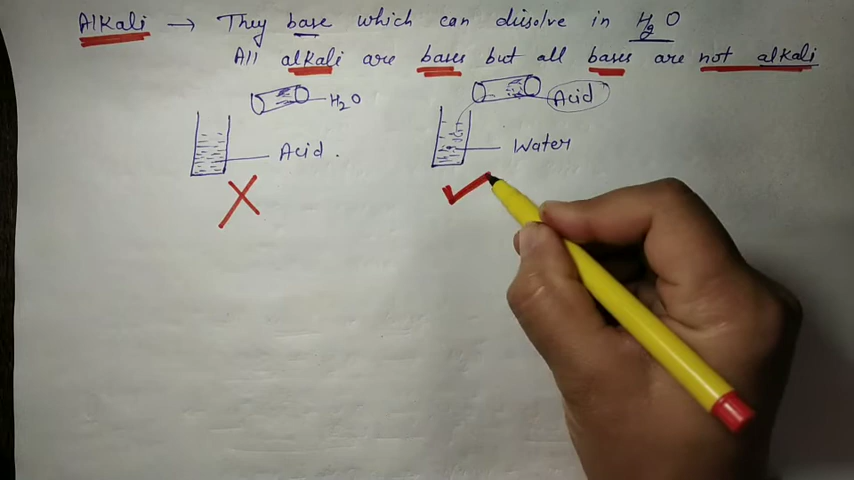 Alkali → They base which can dissolve in H2O
All alkali are bases but all bases are not alkali
H2O
Acid
Acid.
Water